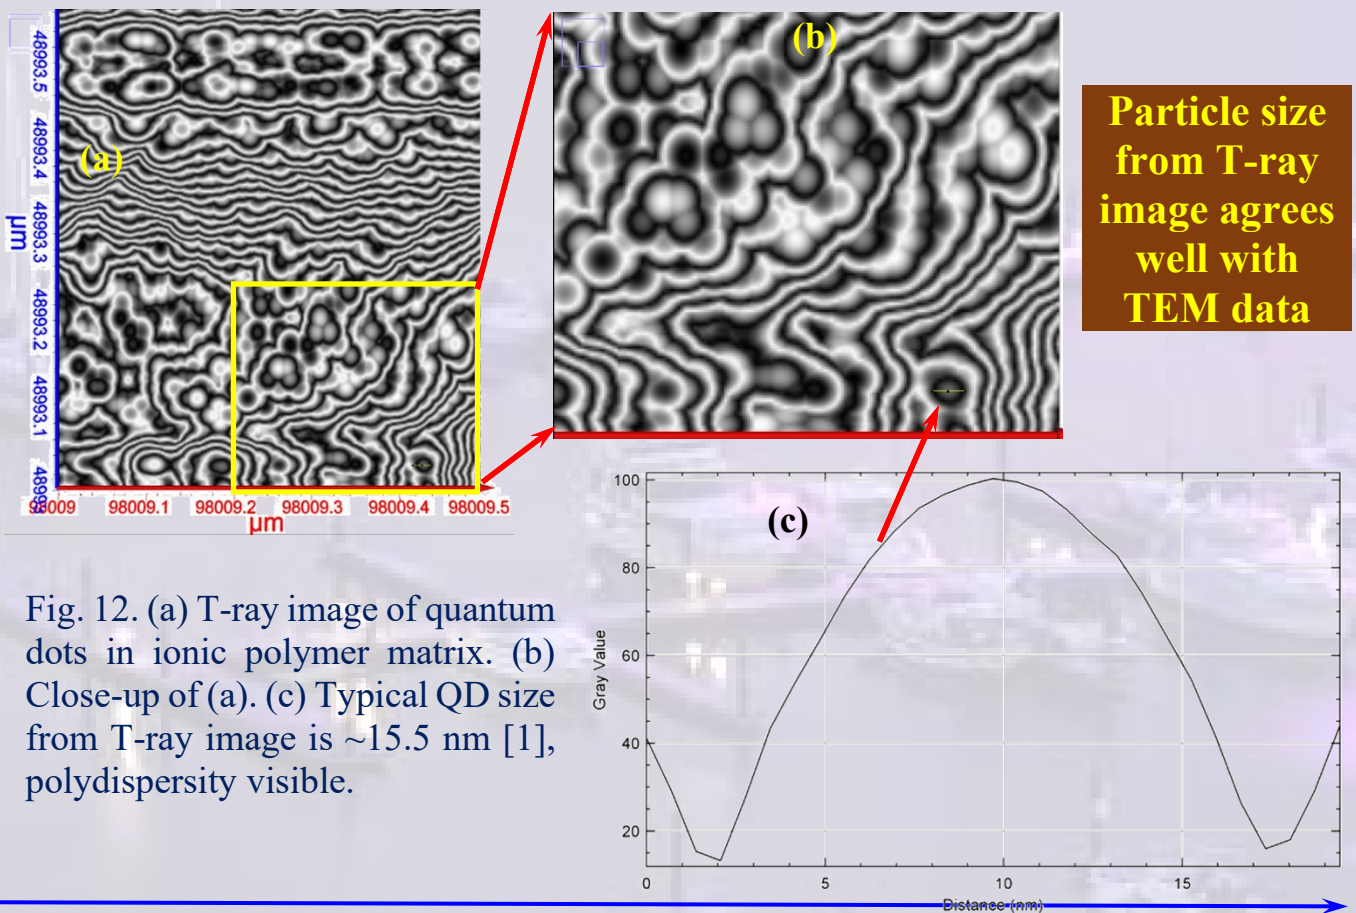 (a)
48993.5
48993.4
48993.3
48993.2
48993.1
48993
µm
98009 98009.1 98009.2 98009.3 98009.4 98009.5
µm
(b)
Particle size
from T-ray
image agrees
well with
TEM data
Fig. 12. (a) T-ray image of quantum
dots in ionic polymer matrix. (b)
Close-up of (a). (c) Typical QD size
from T-ray image is ~15.5 nm [1],
polydispersity visible.
(c)
100
80
60
40
20
Gray Value
0 5 10 15
Distance (nm)